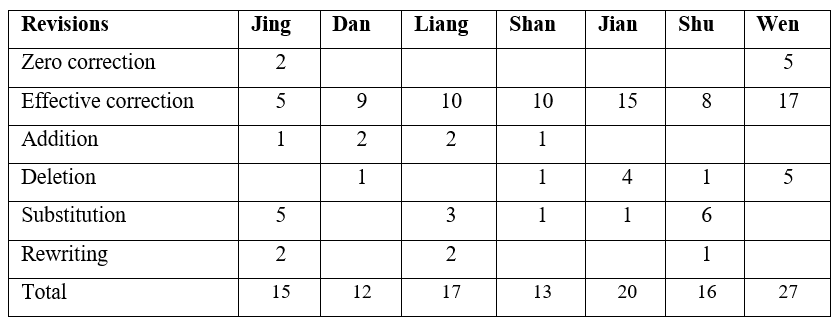 Revisions Jing Dan Liang Shan Jian Shu Wen
Zero correction 2 5
Effective correction 5 9 10 10 15 8 17
Addition 1 2 2 1
Deletion 1 1 4 1 5
Substitution 5 3 1 1 6
Rewriting 2 2 1
Total 15 12 17 13 20 16 27